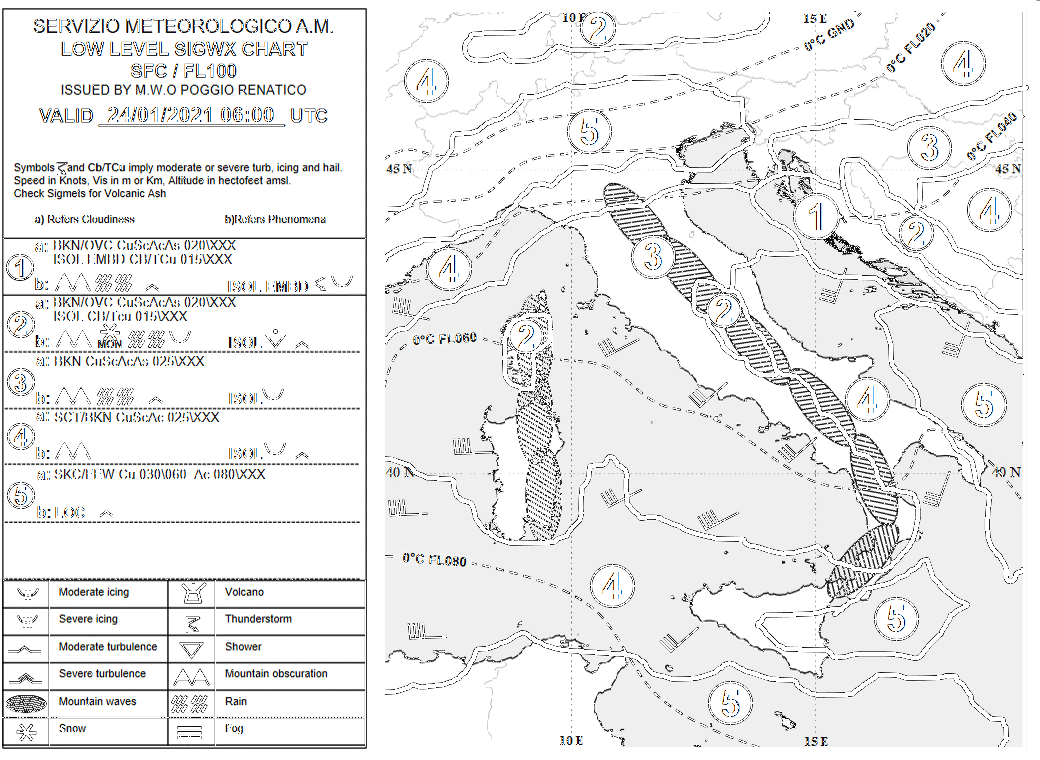 SERVIZIO METEOROLOGICO A.M.
LOW LEVEL SIGWX CHART
SFC / FL100
ISSUED BY M.W.O POGGIO RENATICO
VALID 24/01/2021 06:00 UTC
Symbols and Cb/TCu imply moderate or severe turb, icing and hail.
Speed in Knots, Vis in m or Km, Altitude in hectofeet amsl.
Check Sigmets for Volcanic Ash
a) Refers Cloudiness b)Refers Phenomena
1
a: BKN/OVC CuScAcAs 020\XXX
ISOL EMBD CB/TCu 015\XXX
b: ISOL EMBD
2
a: BKN/OVC CuScAcAs 020\XXX
ISOL CB/Tcu 015\XXX
b: MON ISOL
3
a: BKN CuScAcAs 025\XXX
b: ISOL
4
a: SCT/BKN CuScAc 025\XXX
b: ISOL
5
a: SKC/FEW Cu 030\060 Ac 080\XXX
b: LOC
Moderate icing Volcano
Severe icing Thunderstorm
Moderate turbulence Shower
Severe turbulence Mountain obscuration
Mountain waves Rain
Snow Fog
10 E 15 E
2
0°C GND
0°C FL020
4
4
5
3
0°C FL040
45 N 45 N
4
1
2
3
4
2
2
0°C FL060
4
5
40 N 40 N
0°C FL080
4
5
5
10 E 15 E